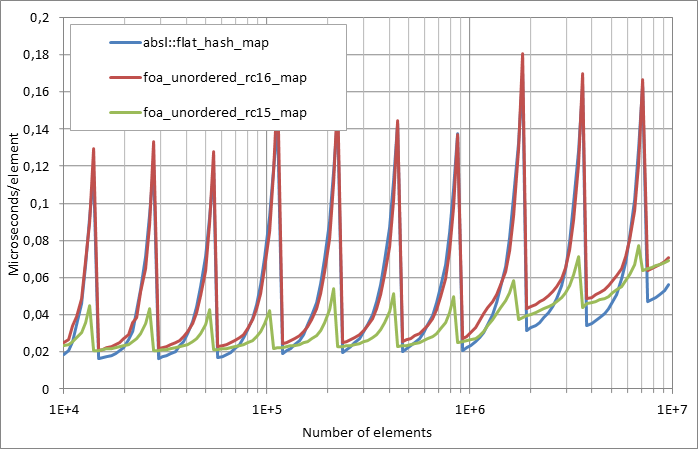 0,2
0,18
0,16
0,14
0,12
0,1
0,08
0,06
0,04
0,02
0
Microseconds/element
absl::flat_hash_map
foa_unordered_rc16_map
foa_unordered_rc15_map
1E+4 1E+5 1E+6 1E+7
Number of elements